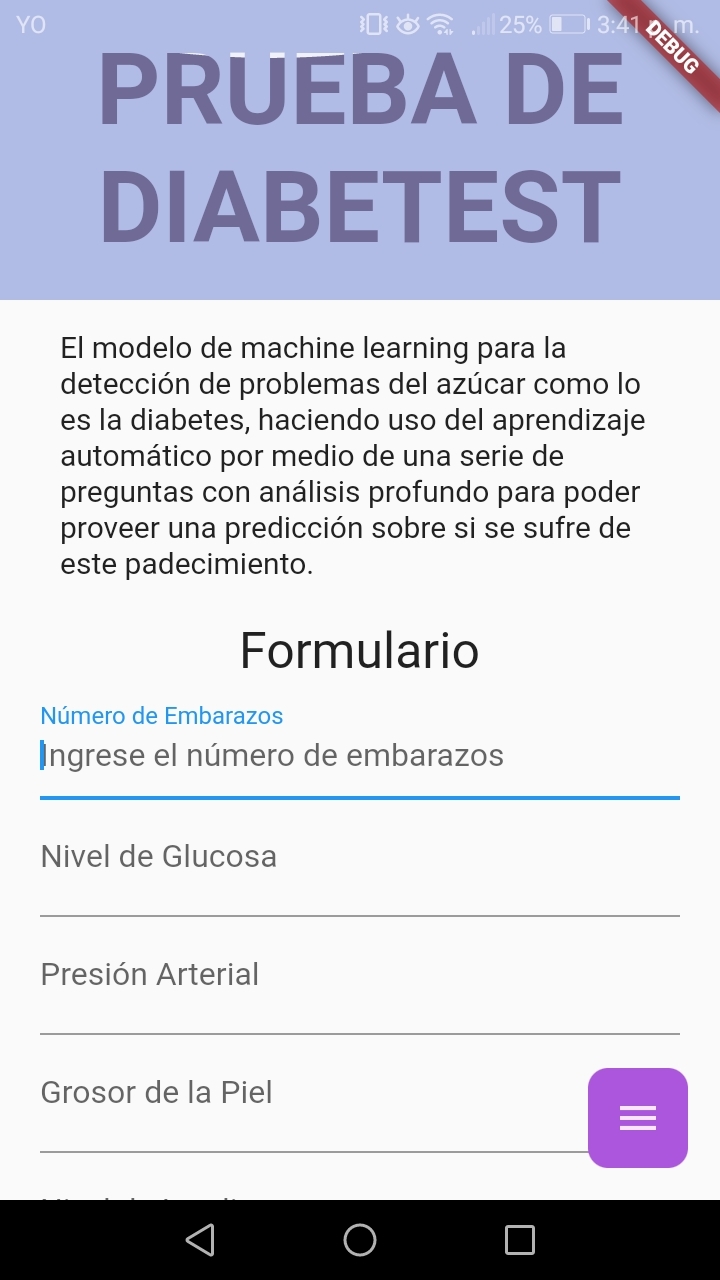 YO
25%
3:41
DEBUG
PRUEBA DE
DIABETEST
El modelo de machine learning para la
detección de problemas del azúcar como lo
es la diabetes, haciendo uso del aprendizaje
automático por medio de una serie de
preguntas con análisis profundo para poder
proveer una predicción sobre si se sufre de
este padecimiento.
Formulario
Número de Embarazos
Ingrese el número de embarazos
Nivel de Glucosa
Presión Arterial
Grosor de la Piel